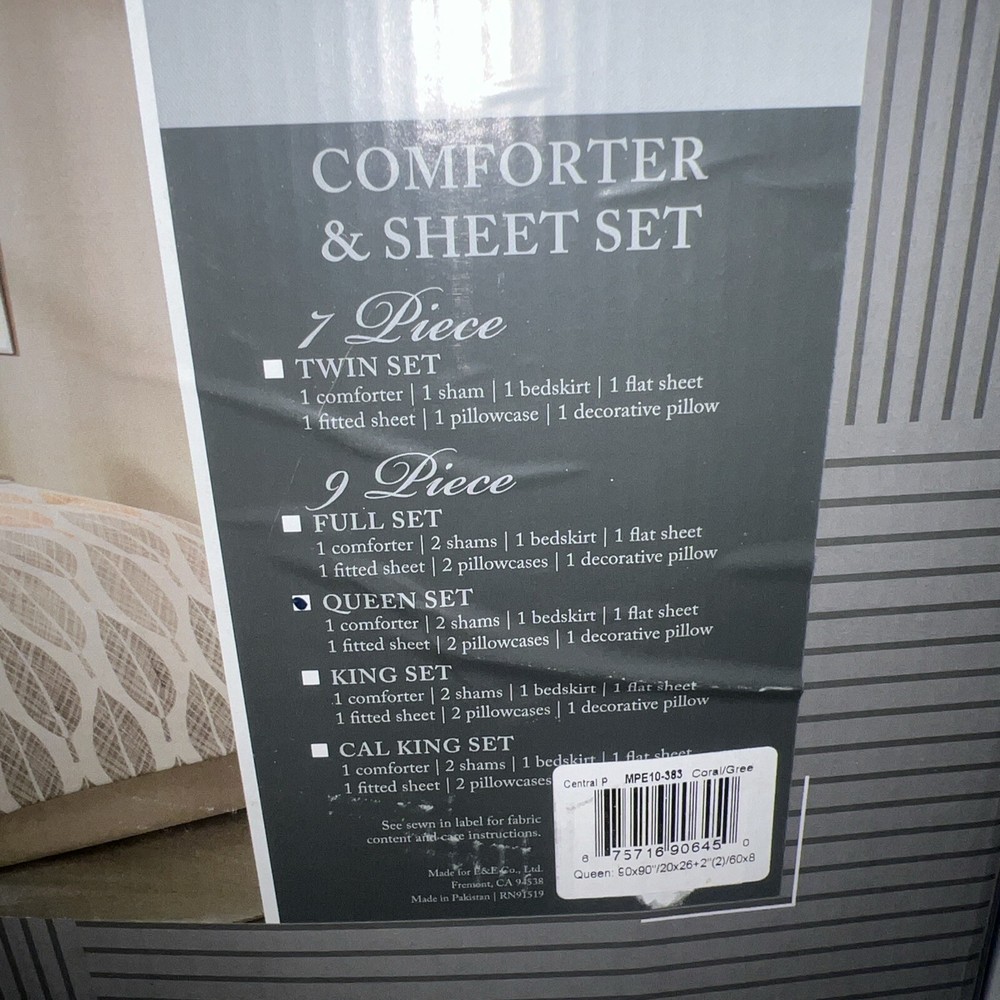 COMFORTER
& SHEET SET
7 Piece
TWIN SET
1 comforter | 1 sham | 1 bedskirt | 1 flat sheet
1 fitted sheet | 1 pillowcase | 1 decorative pillow
9 Piece
FULL SET
1 comforter | 2 shams | 1 bedskirt | 1 flat sheet
1 fitted sheet | 2 pillowcases | 1 decorative pillow
QUEEN SET
1 comforter | 2 shams | 1 bedskirt | 1 flat sheet
1 fitted sheet | 2 pillowcases | 1 decorative pillow
KING SET
1 comforter | 2 shams | 1 bedskirt | 1 flat sheet
1 fitted sheet | 2 pillowcases | 1 decorative pillow
CAL KING SET
1 comforter | 2 shams | 1 bedskirt | 1 flat sheet
1 fitted sheet | 2 pillowcases
See sewn in label for fabric
content and care instructions.
Made for E&E Co., Ltd.
Fremont, CA 94538
Made in Pakistan | RN91519
Central P MPE10-383 Coral/Gree
6 75716 90645 0
Queen: 90x90"/20x26+2"(2)/60x8